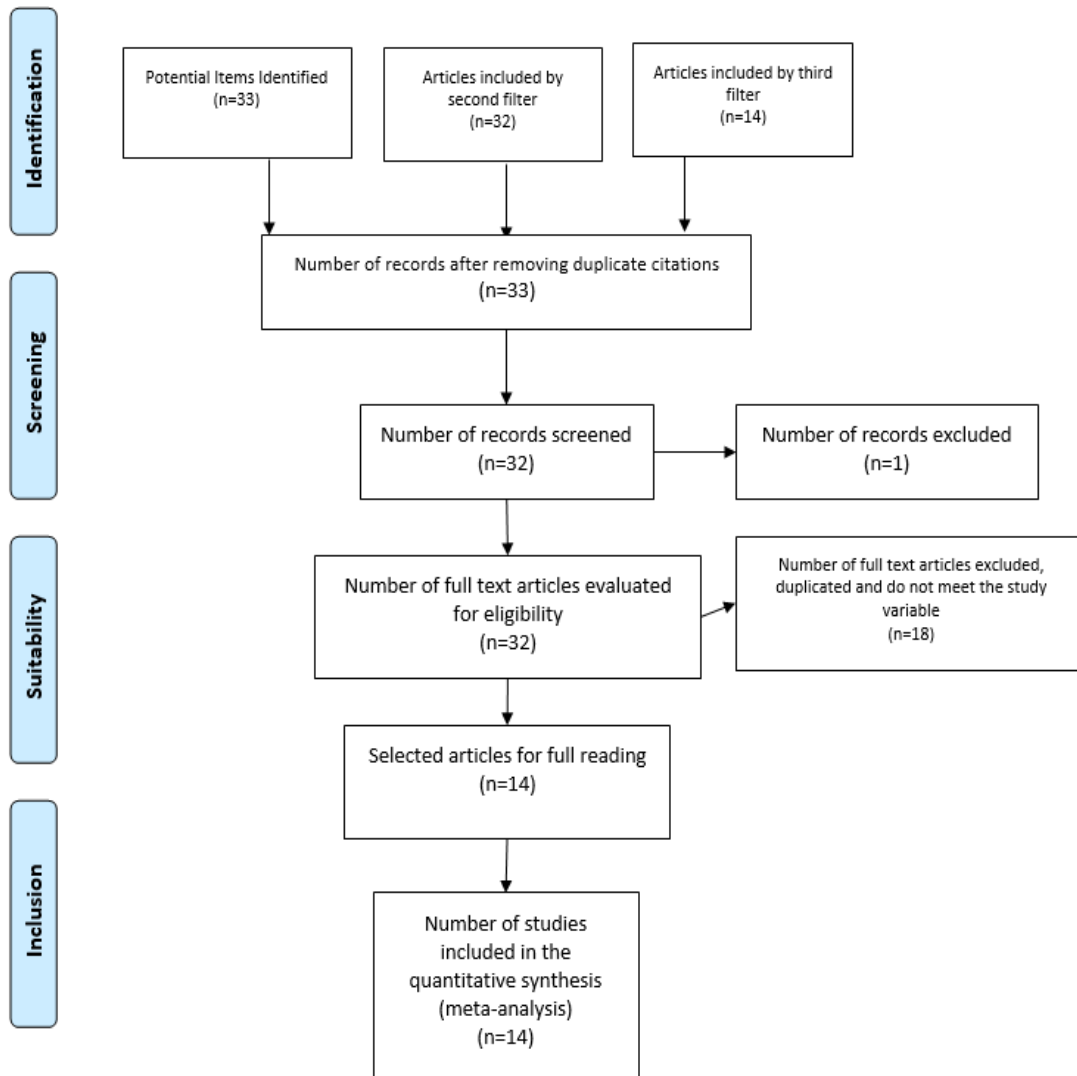 Identification
Potential Items Identified
(n=33)
Articles included by
second filter
(n=32)
Articles included by third
filter
(n=14)
Number of records after removing duplicate citations
(n=33)
Screening
Number of records screened
(n=32)
Number of records excluded
(n=1)
Suitability
Number of full text articles evaluated
for eligibility
(n=32)
Number of full text articles excluded,
duplicated and do not meet the study
variable
(n=18)
Selected articles for full reading
(n=14)
Inclusion
Number of studies
included in the
quantitative synthesis
(meta-analysis)
(n=14)